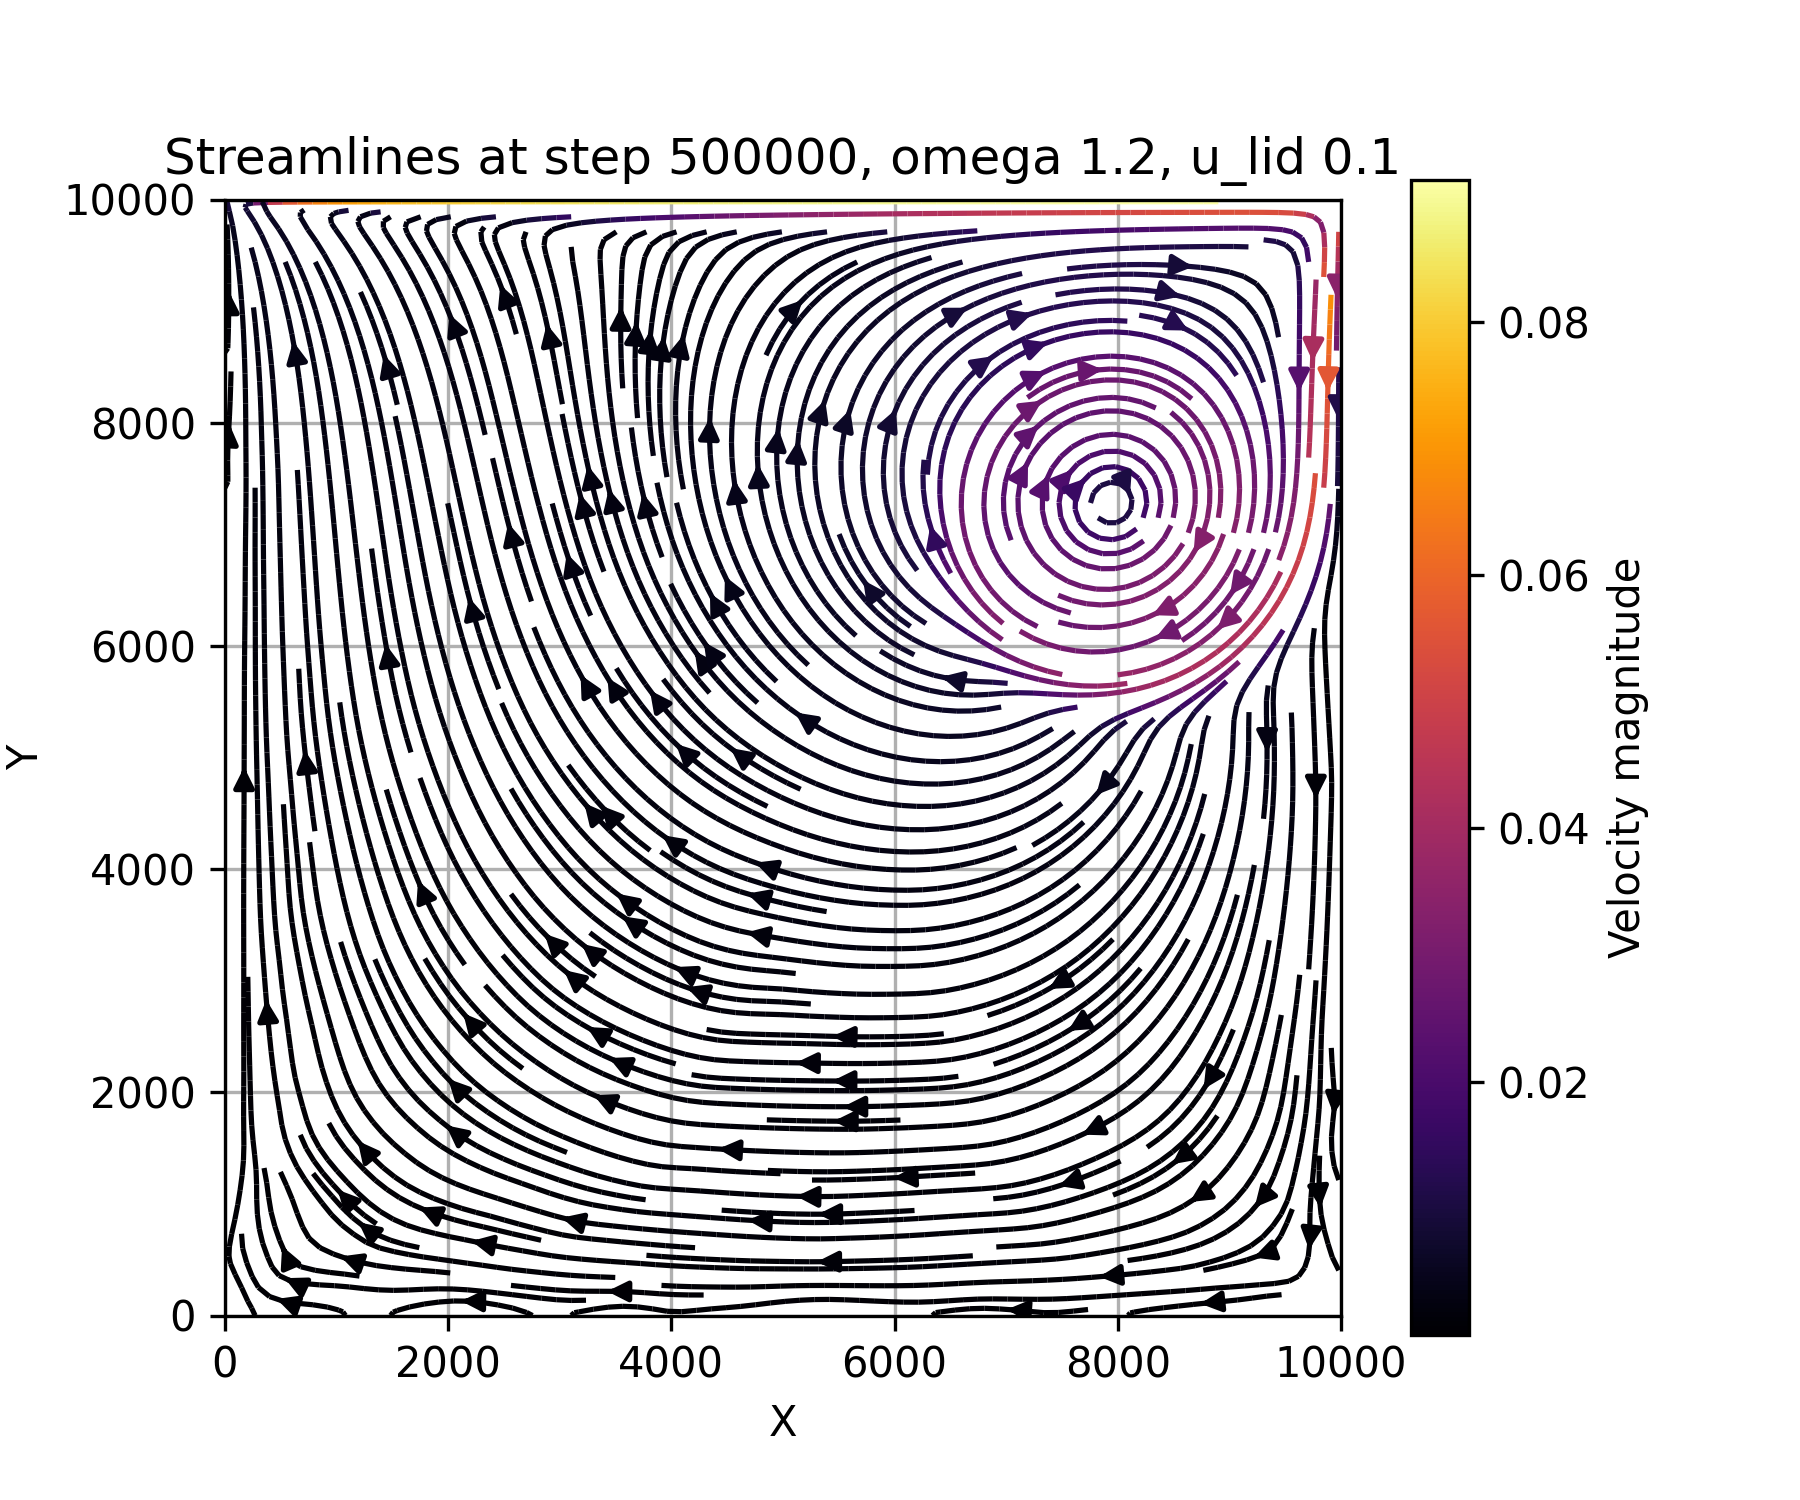 Streamlines at step 500000, omega 1.2, u_lid 0.1
10000
8000
6000
4000
2000
0
Y
0 2000 4000 6000 8000 10000
X
0.08
0.06
0.04
0.02
Velocity magnitude